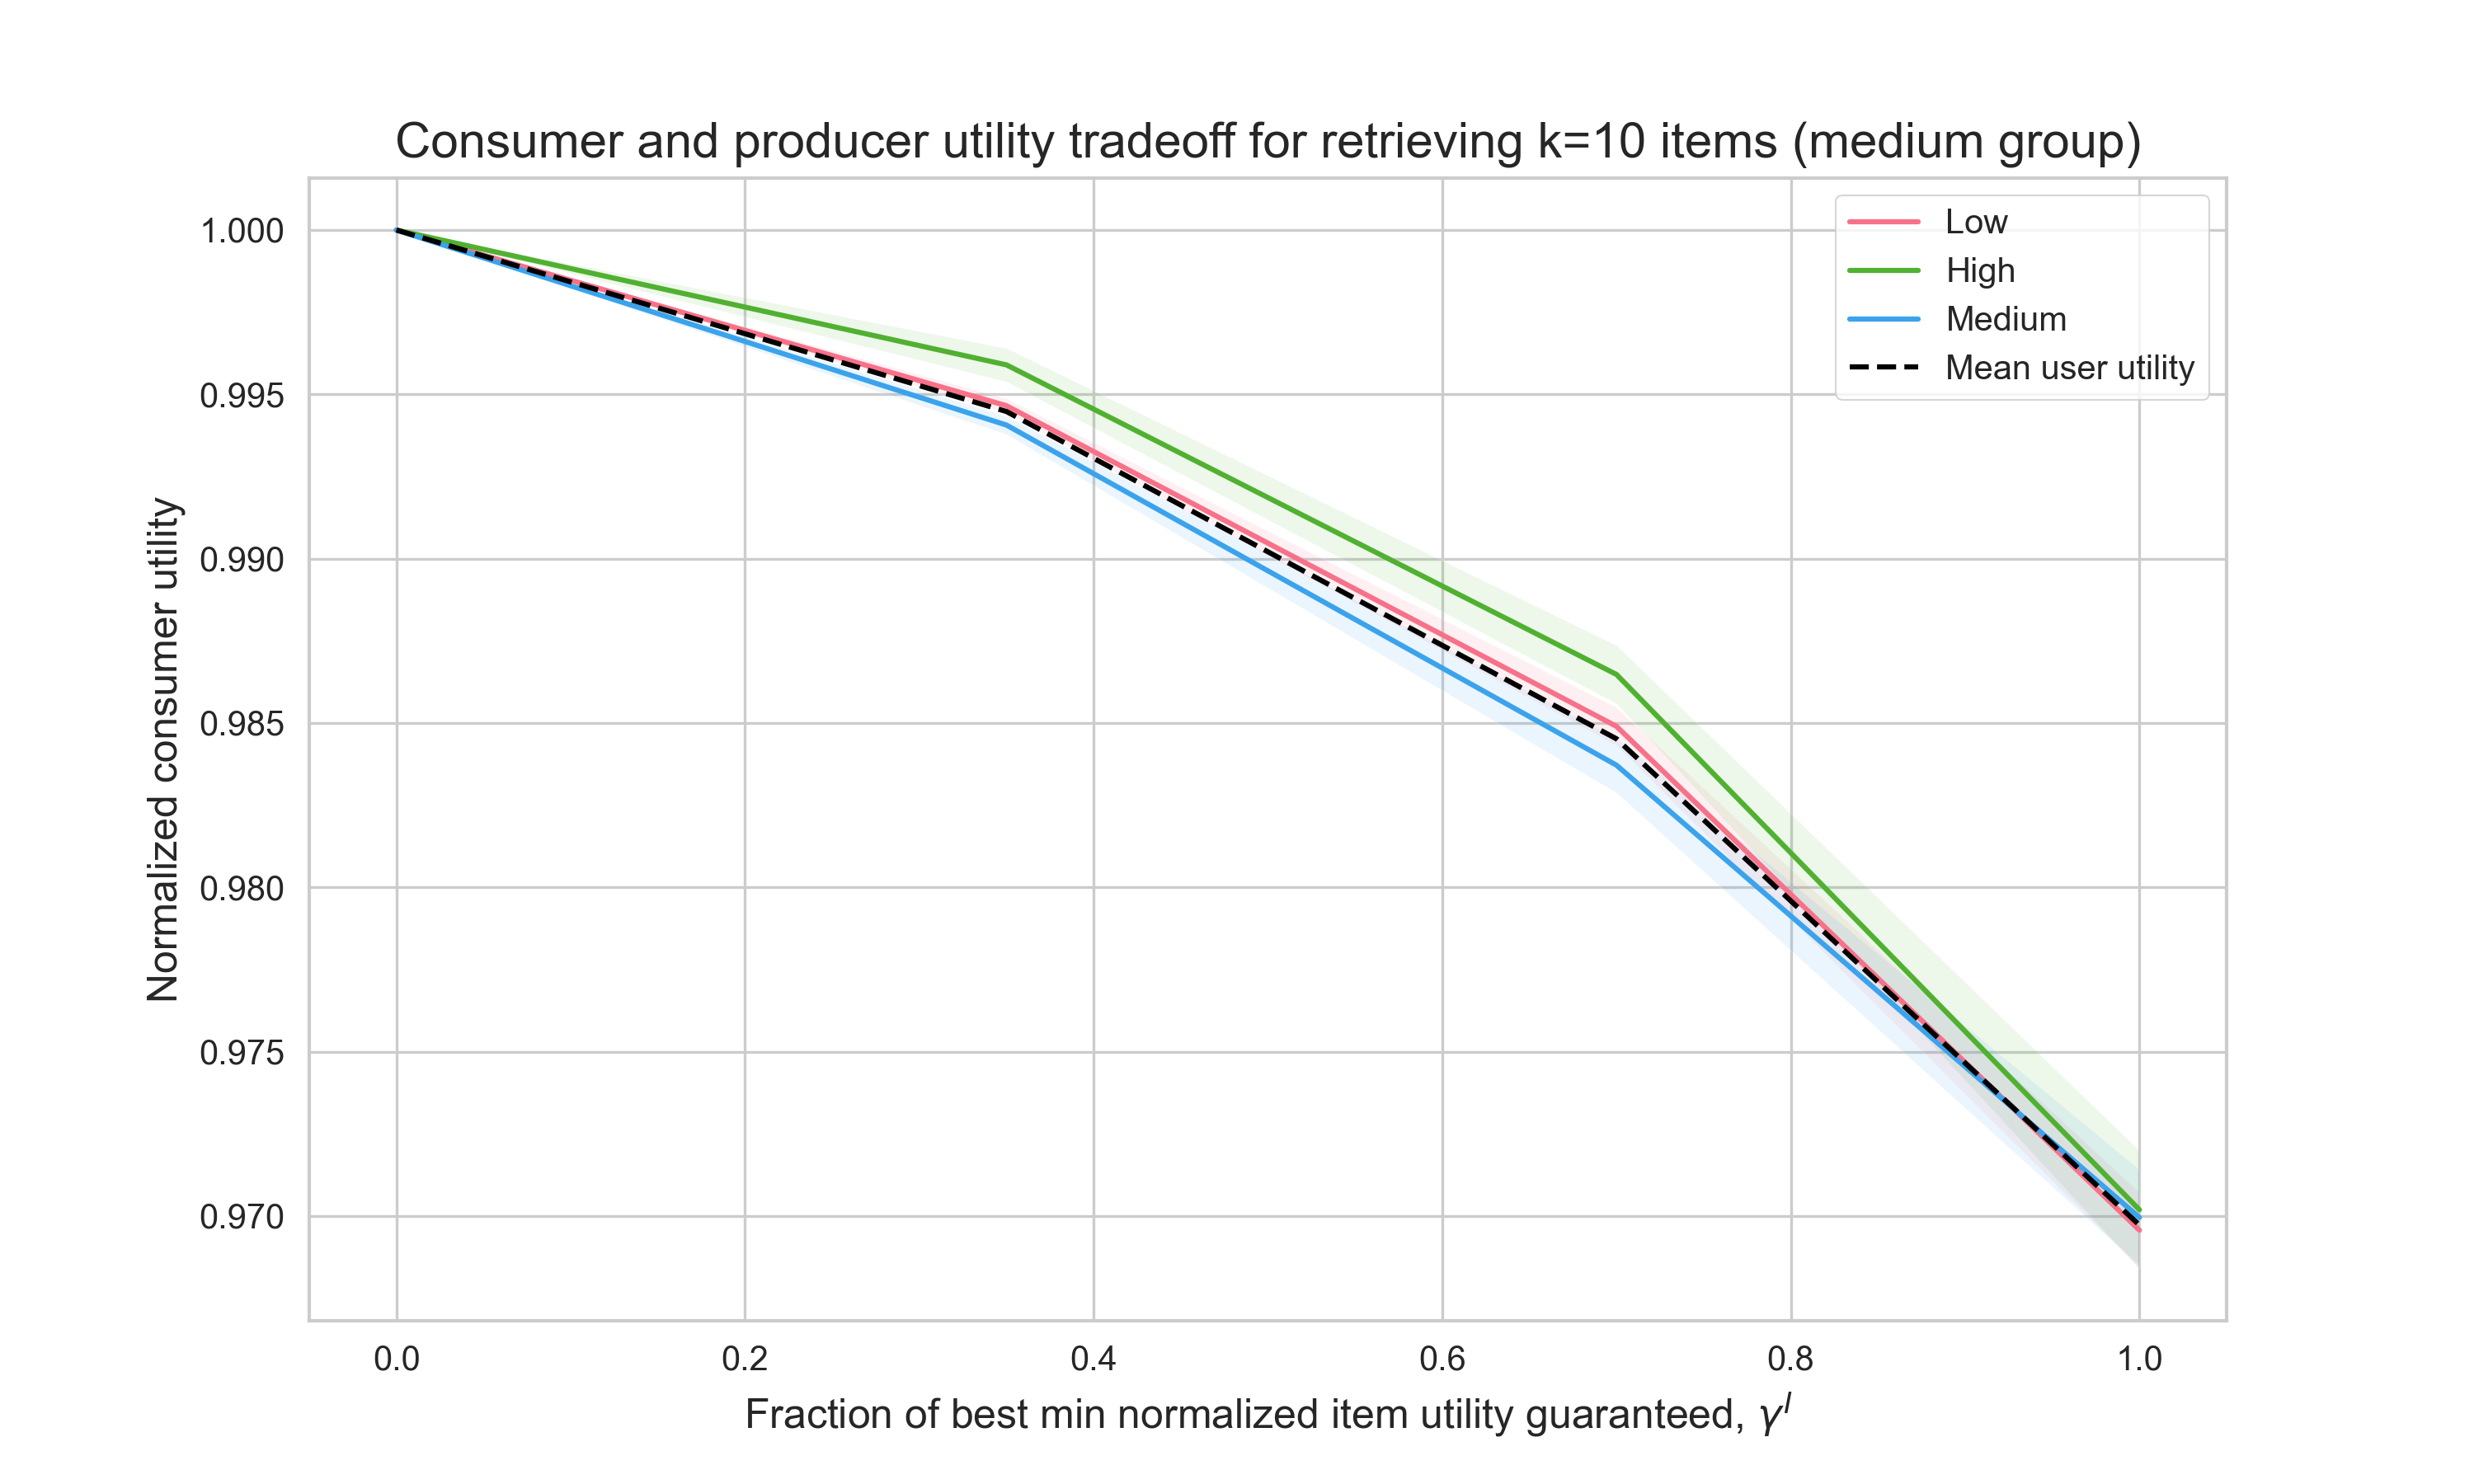 Consumer and producer utility tradeoff for retrieving k=10 items (medium group)
Low
High
Medium
Mean user utility
Normalized consumer utility
1.000
0.995
0.990
0.985
0.980
0.975
0.970
0.0 0.2 0.4 0.6 0.8 1.0
Fraction of best min normalized item utility guaranteed, γ^I